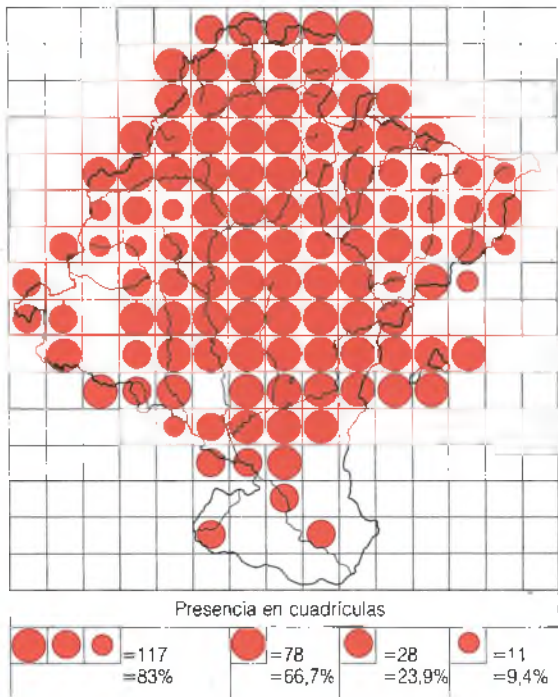 Presencia en cuadrículas
=117 =78 =28 =11
=83% =66,7% =23,9% =9,4%